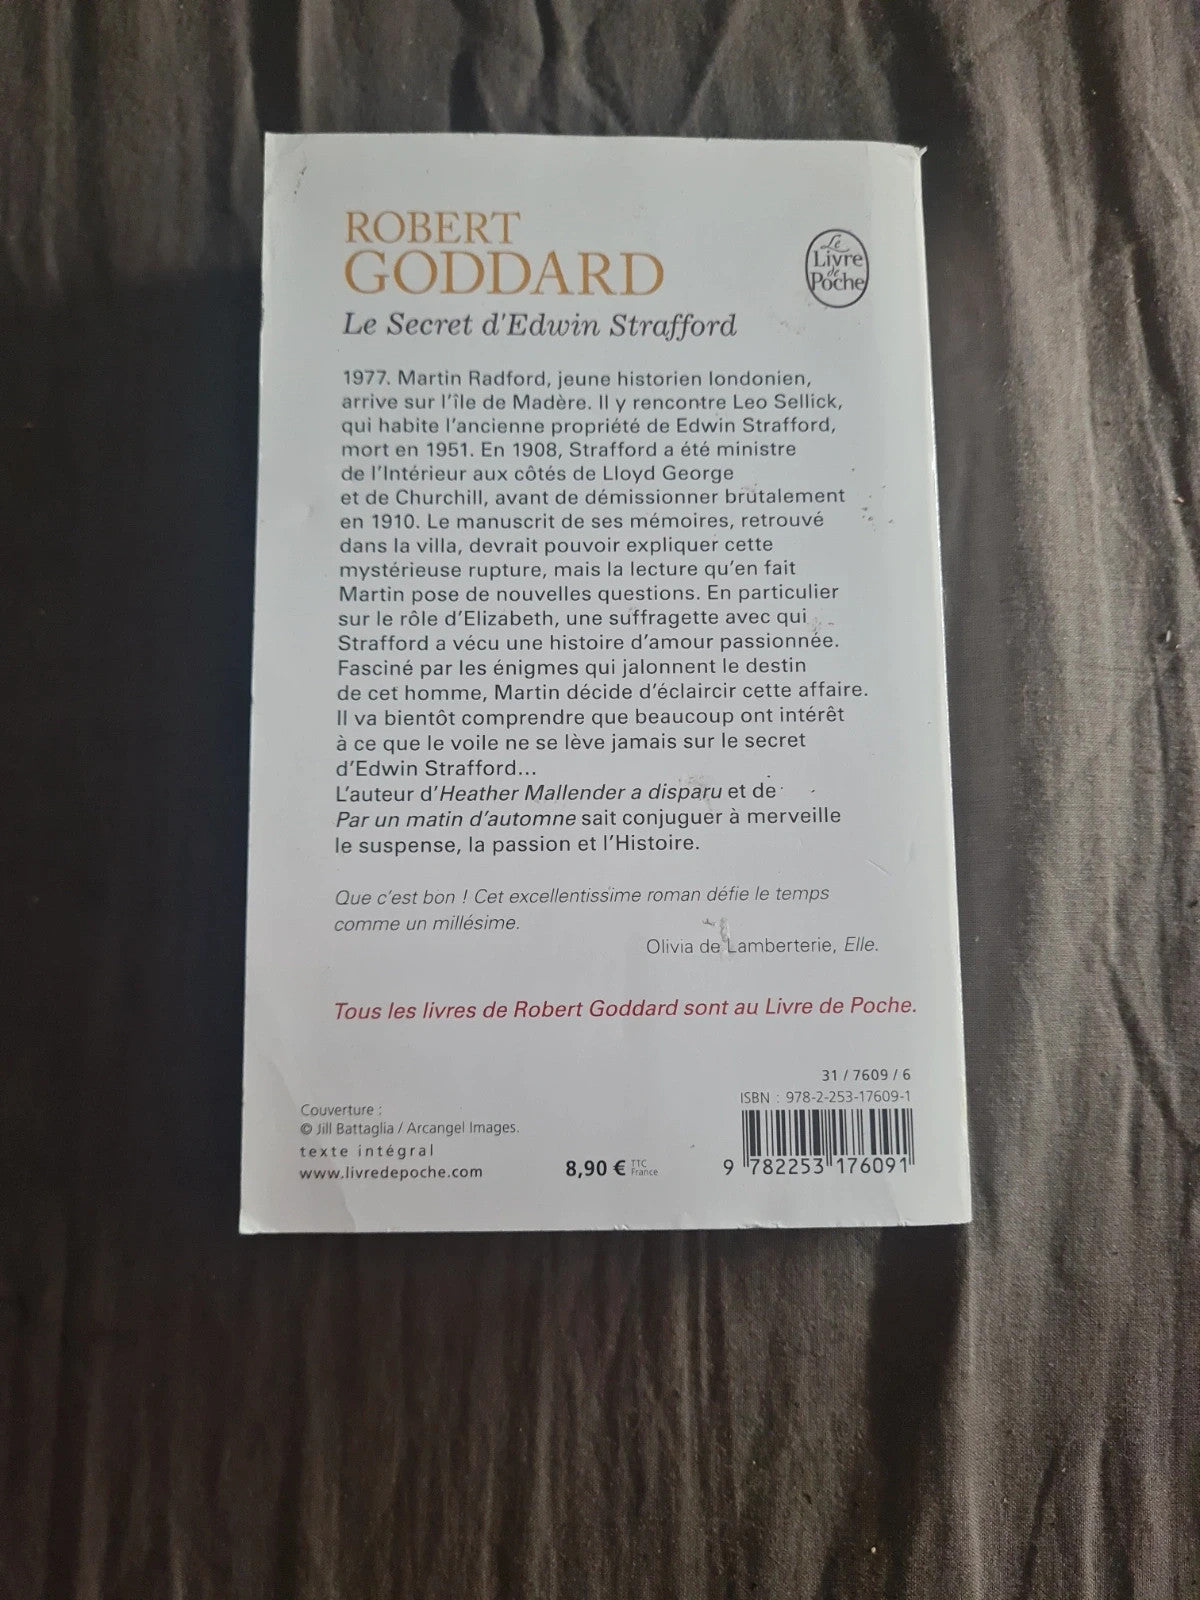 ROBERT
GODDARD
Le Secret d'Edwin Strafford
Le
Livre
de
Poche
1977. Martin Radford, jeune historien londonien,
arrive sur l'île de Madère. Il y rencontre Leo Sellick,
qui habite l'ancienne propriété de Edwin Strafford,
mort en 1951. En 1908, Strafford a été ministre
de l'Intérieur aux côtés de Lloyd George
et de Churchill, avant de démissionner brutalement
en 1910. Le manuscrit de ses mémoires, retrouvé
dans la villa, devrait pouvoir expliquer cette
mystérieuse rupture, mais la lecture qu'en fait
Martin pose de nouvelles questions. En particulier
sur le rôle d'Elizabeth, une suffragette avec qui
Strafford a vécu une histoire d'amour passionnée.
Fasciné par les énigmes qui jalonnent le destin
de cet homme, Martin décide d'éclaircir cette affaire.
Il va bientôt comprendre que beaucoup ont intérêt
à ce que le voile ne se lève jamais sur le secret
d'Edwin Strafford...
L'auteur d'Heather Mallender a disparu et de
Par un matin d'automne sait conjuguer à merveille
le suspense, la passion et l'Histoire.
Que c'est bon ! Cet excellentissime roman défie le temps
comme un millésime.
Olivia de Lamberterie, Elle.
Tous les livres de Robert Goddard sont au Livre de Poche.
31 / 7609 / 6
ISBN : 978-2-253-17609-1
Couverture :
© Jill Battaglia / Arcangel Images.
texte intégral
www.livredepoche.com
8,90 € TTC
France
9 782253 176091